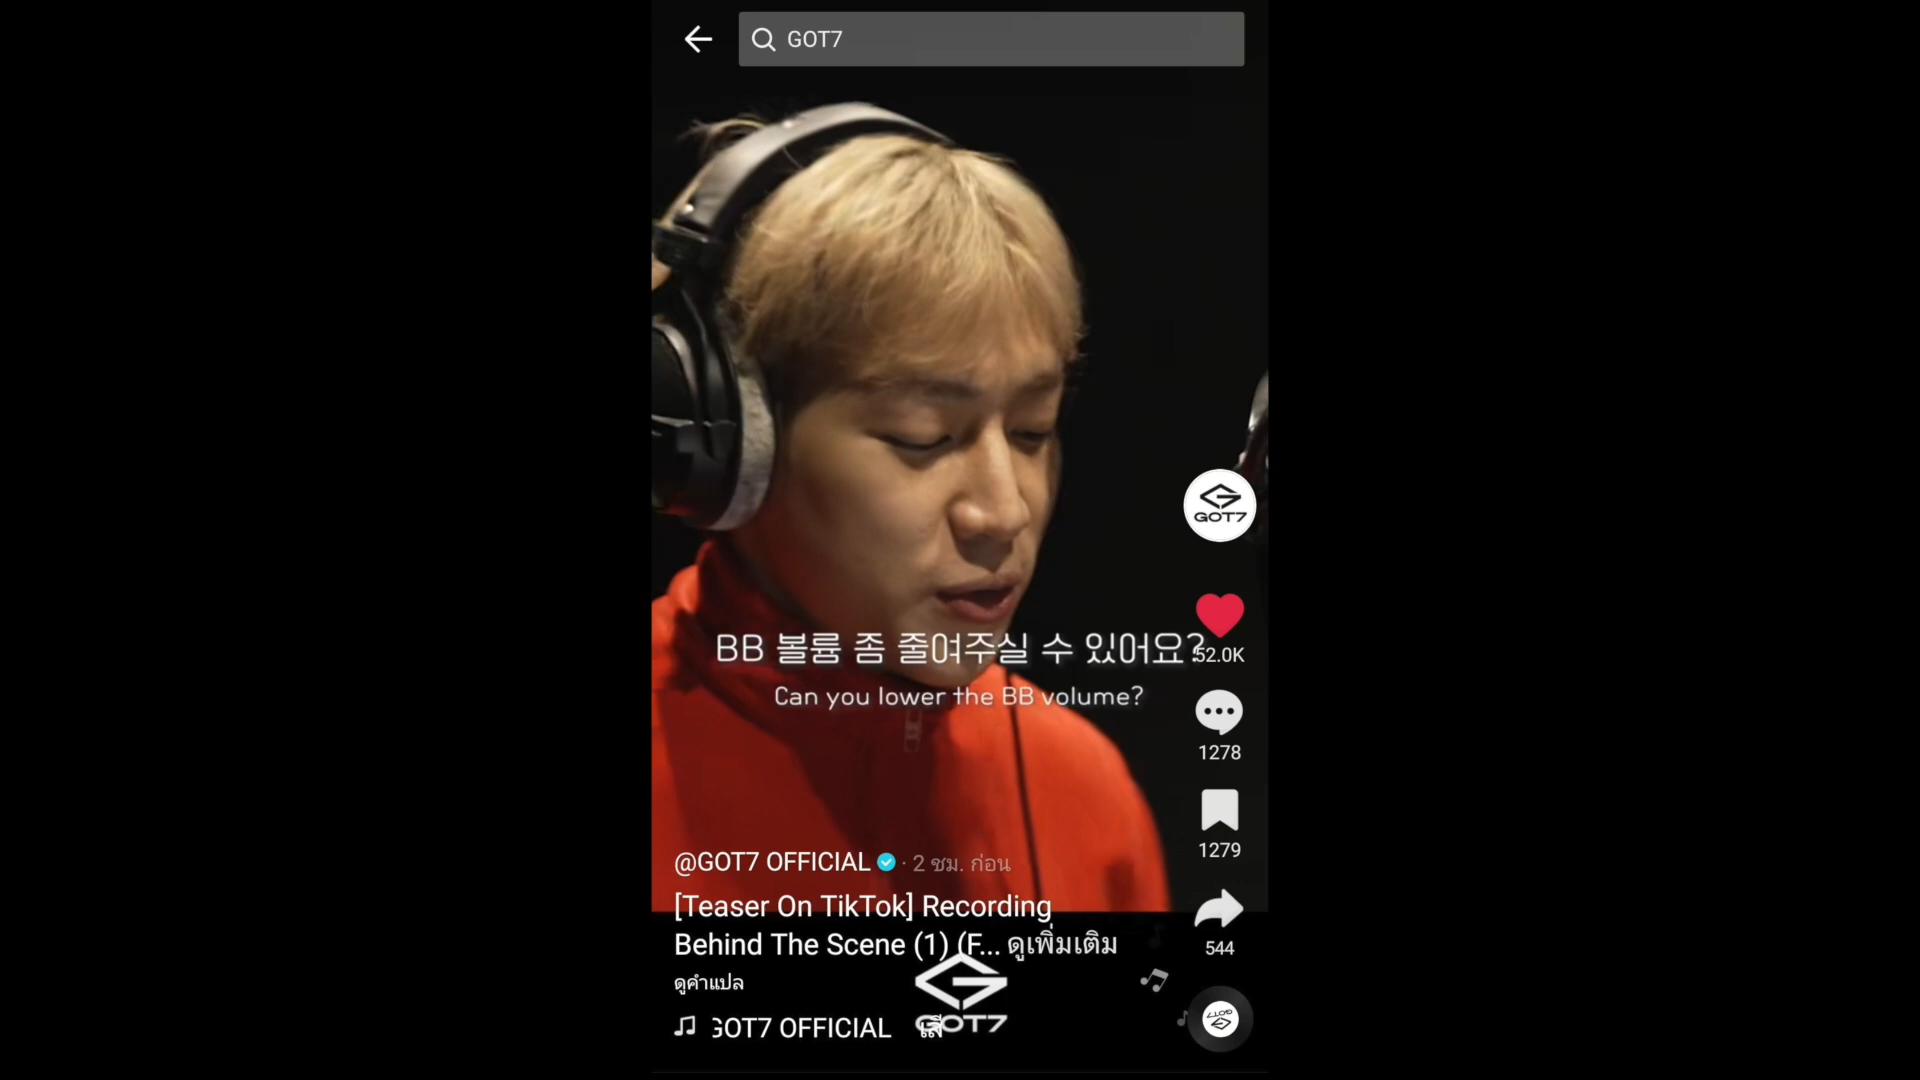 GOT7
GOT7
BB 볼륨 좀 줄여주실 수 있어요?
52.0K
Can you lower the BB volume?
1278
1279
@GOT7 OFFICIAL · 2 ชม. ก่อน
[Teaser On TikTok] Recording
Behind The Scene (1) (F... ดูเพิ่มเติม
544
ดูคำแปล
GOT7
GOT7 OFFICIAL
GOT7